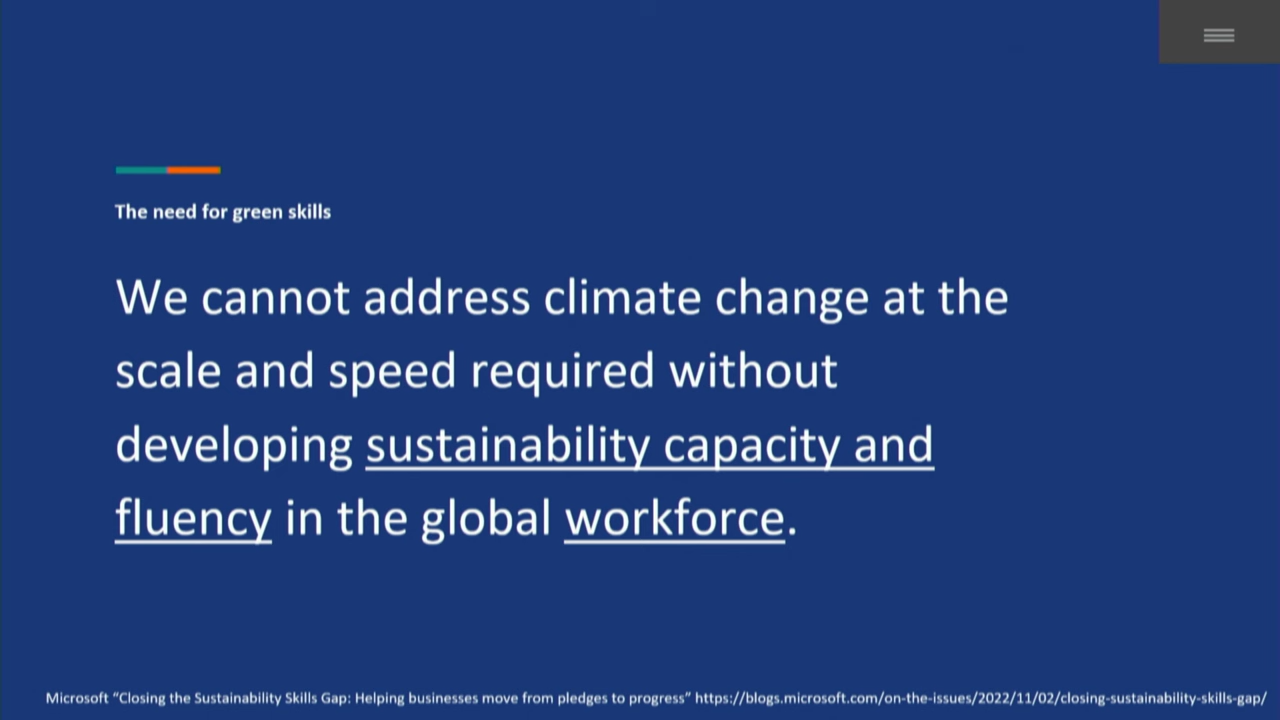 The need for green skills
We cannot address climate change at the
scale and speed required without
developing sustainability capacity and
fluency in the global workforce.
Microsoft “Closing the Sustainability Skills Gap: Helping businesses move from pledges to progress” https://blogs.microsoft.com/on-the-issues/2022/11/02/closing-sustainability-skills-gap/